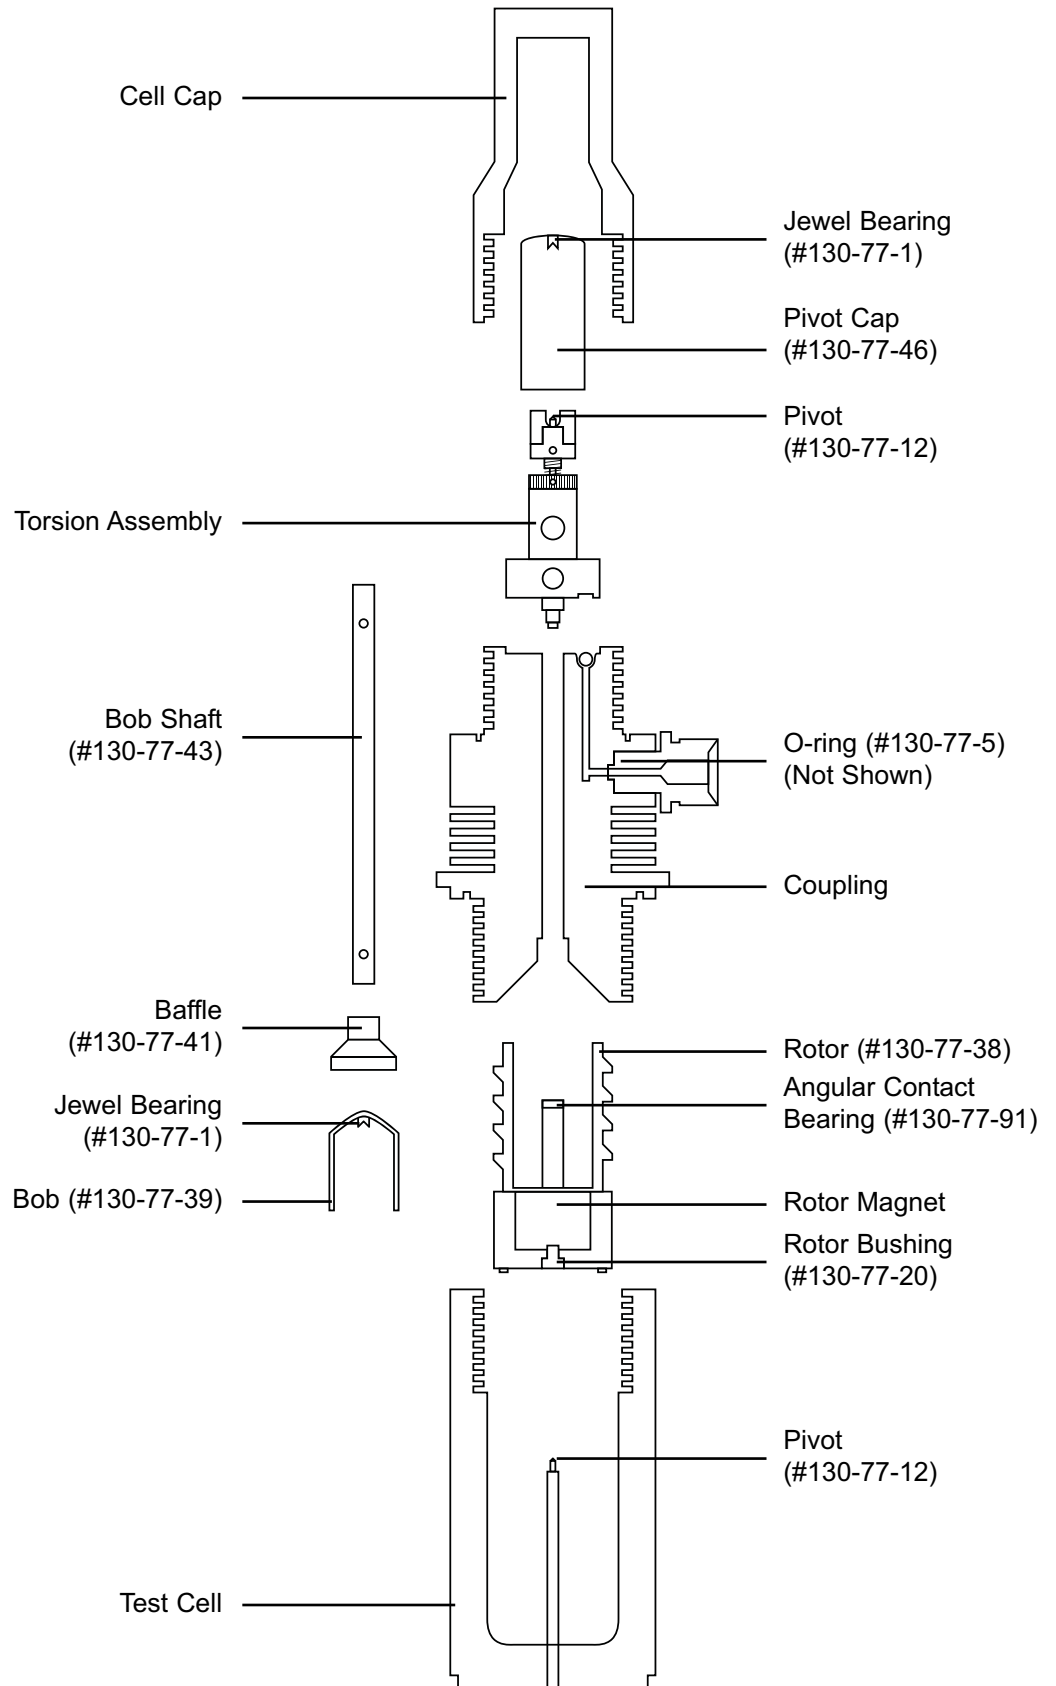 Cell Cap
Jewel Bearing
(#130-77-1)
Pivot Cap
(#130-77-46)
Pivot
(#130-77-12)
Torsion Assembly
Bob Shaft
(#130-77-43)
O-ring (#130-77-5)
(Not Shown)
Coupling
Baffle
(#130-77-41)
Rotor (#130-77-38)
Angular Contact
Bearing (#130-77-91)
Jewel Bearing
(#130-77-1)
Bob (#130-77-39)
Rotor Magnet
Rotor Bushing
(#130-77-20)
Pivot
(#130-77-12)
Test Cell